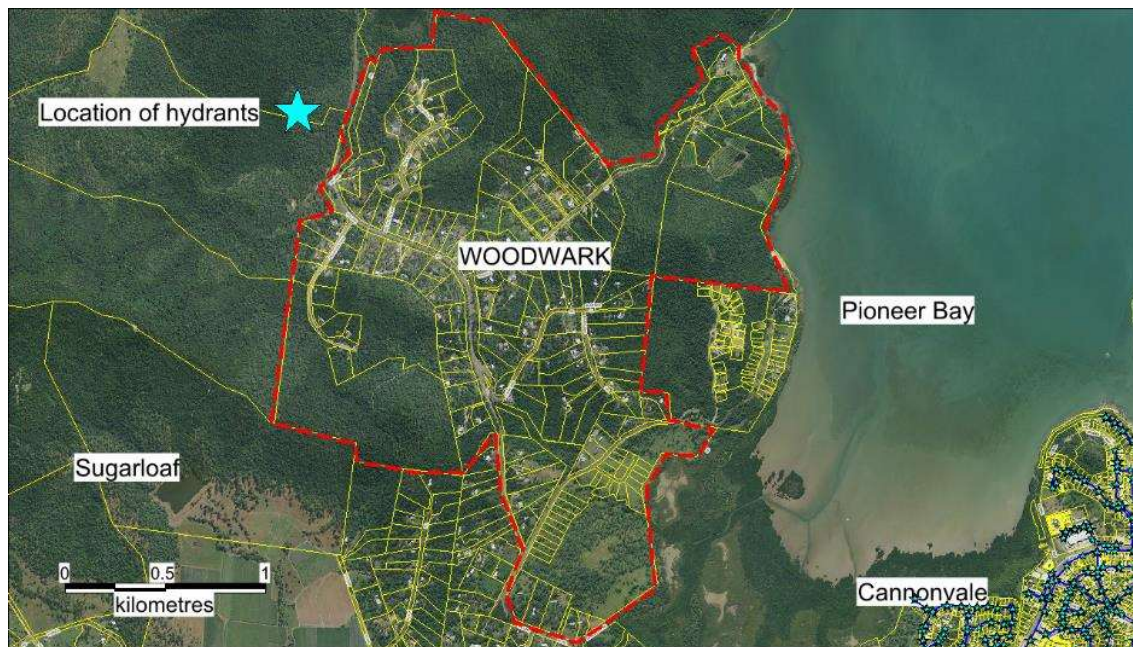 Location of hydrants
WOODWARK
Pioneer Bay
Sugarloaf
0 0.5 1
kilometres
Cannonvale